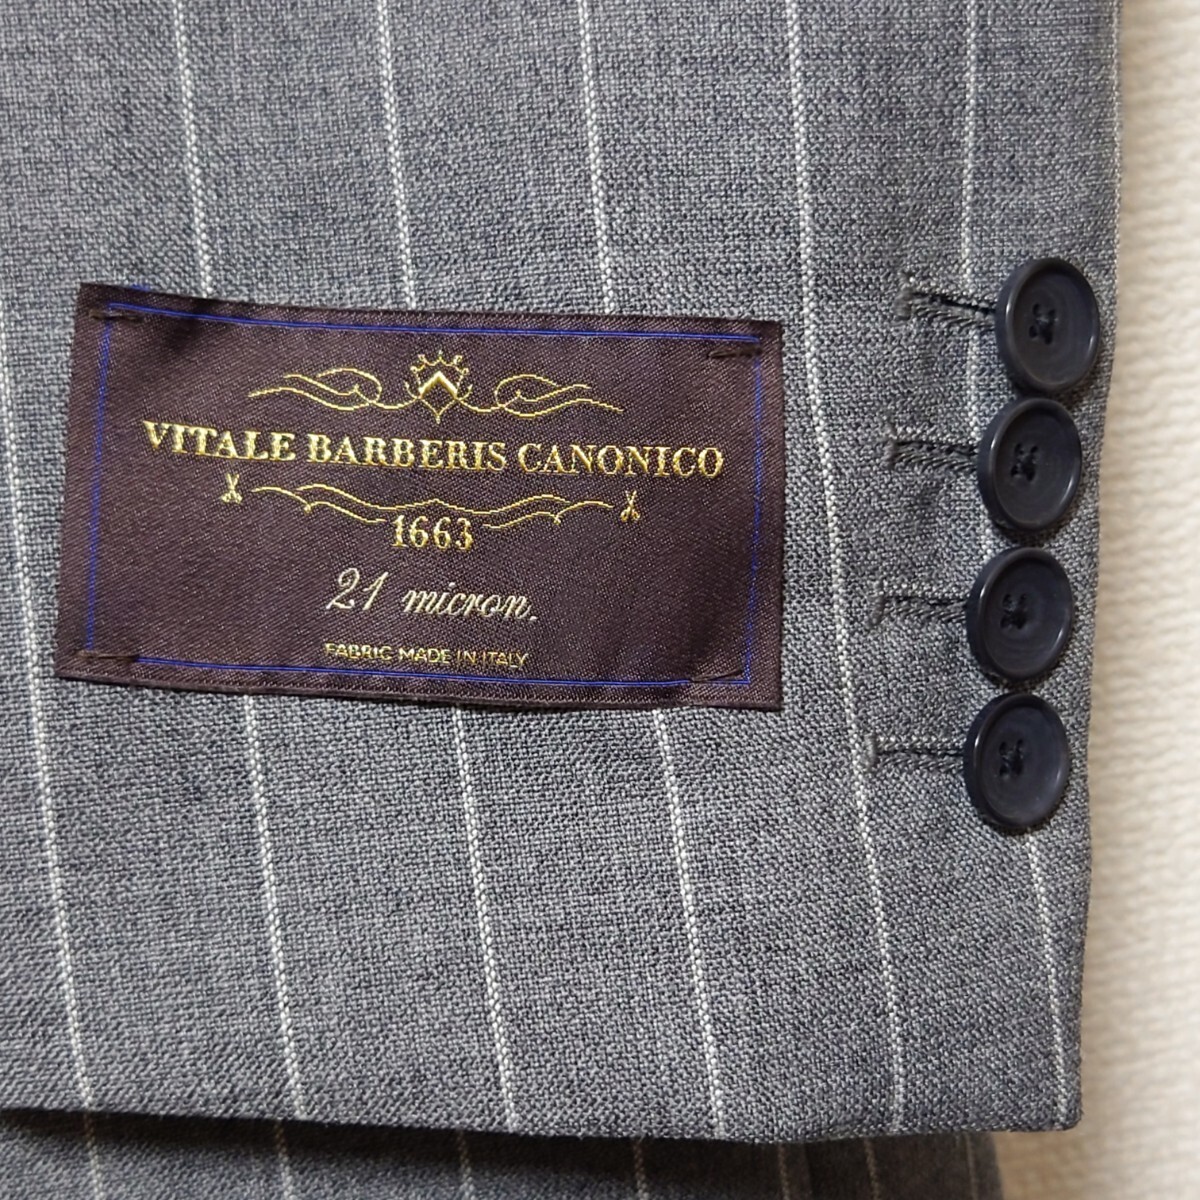 VITALE BARBERIS CANONICO
1663
21 micron.
FABRIC MADE IN ITALY